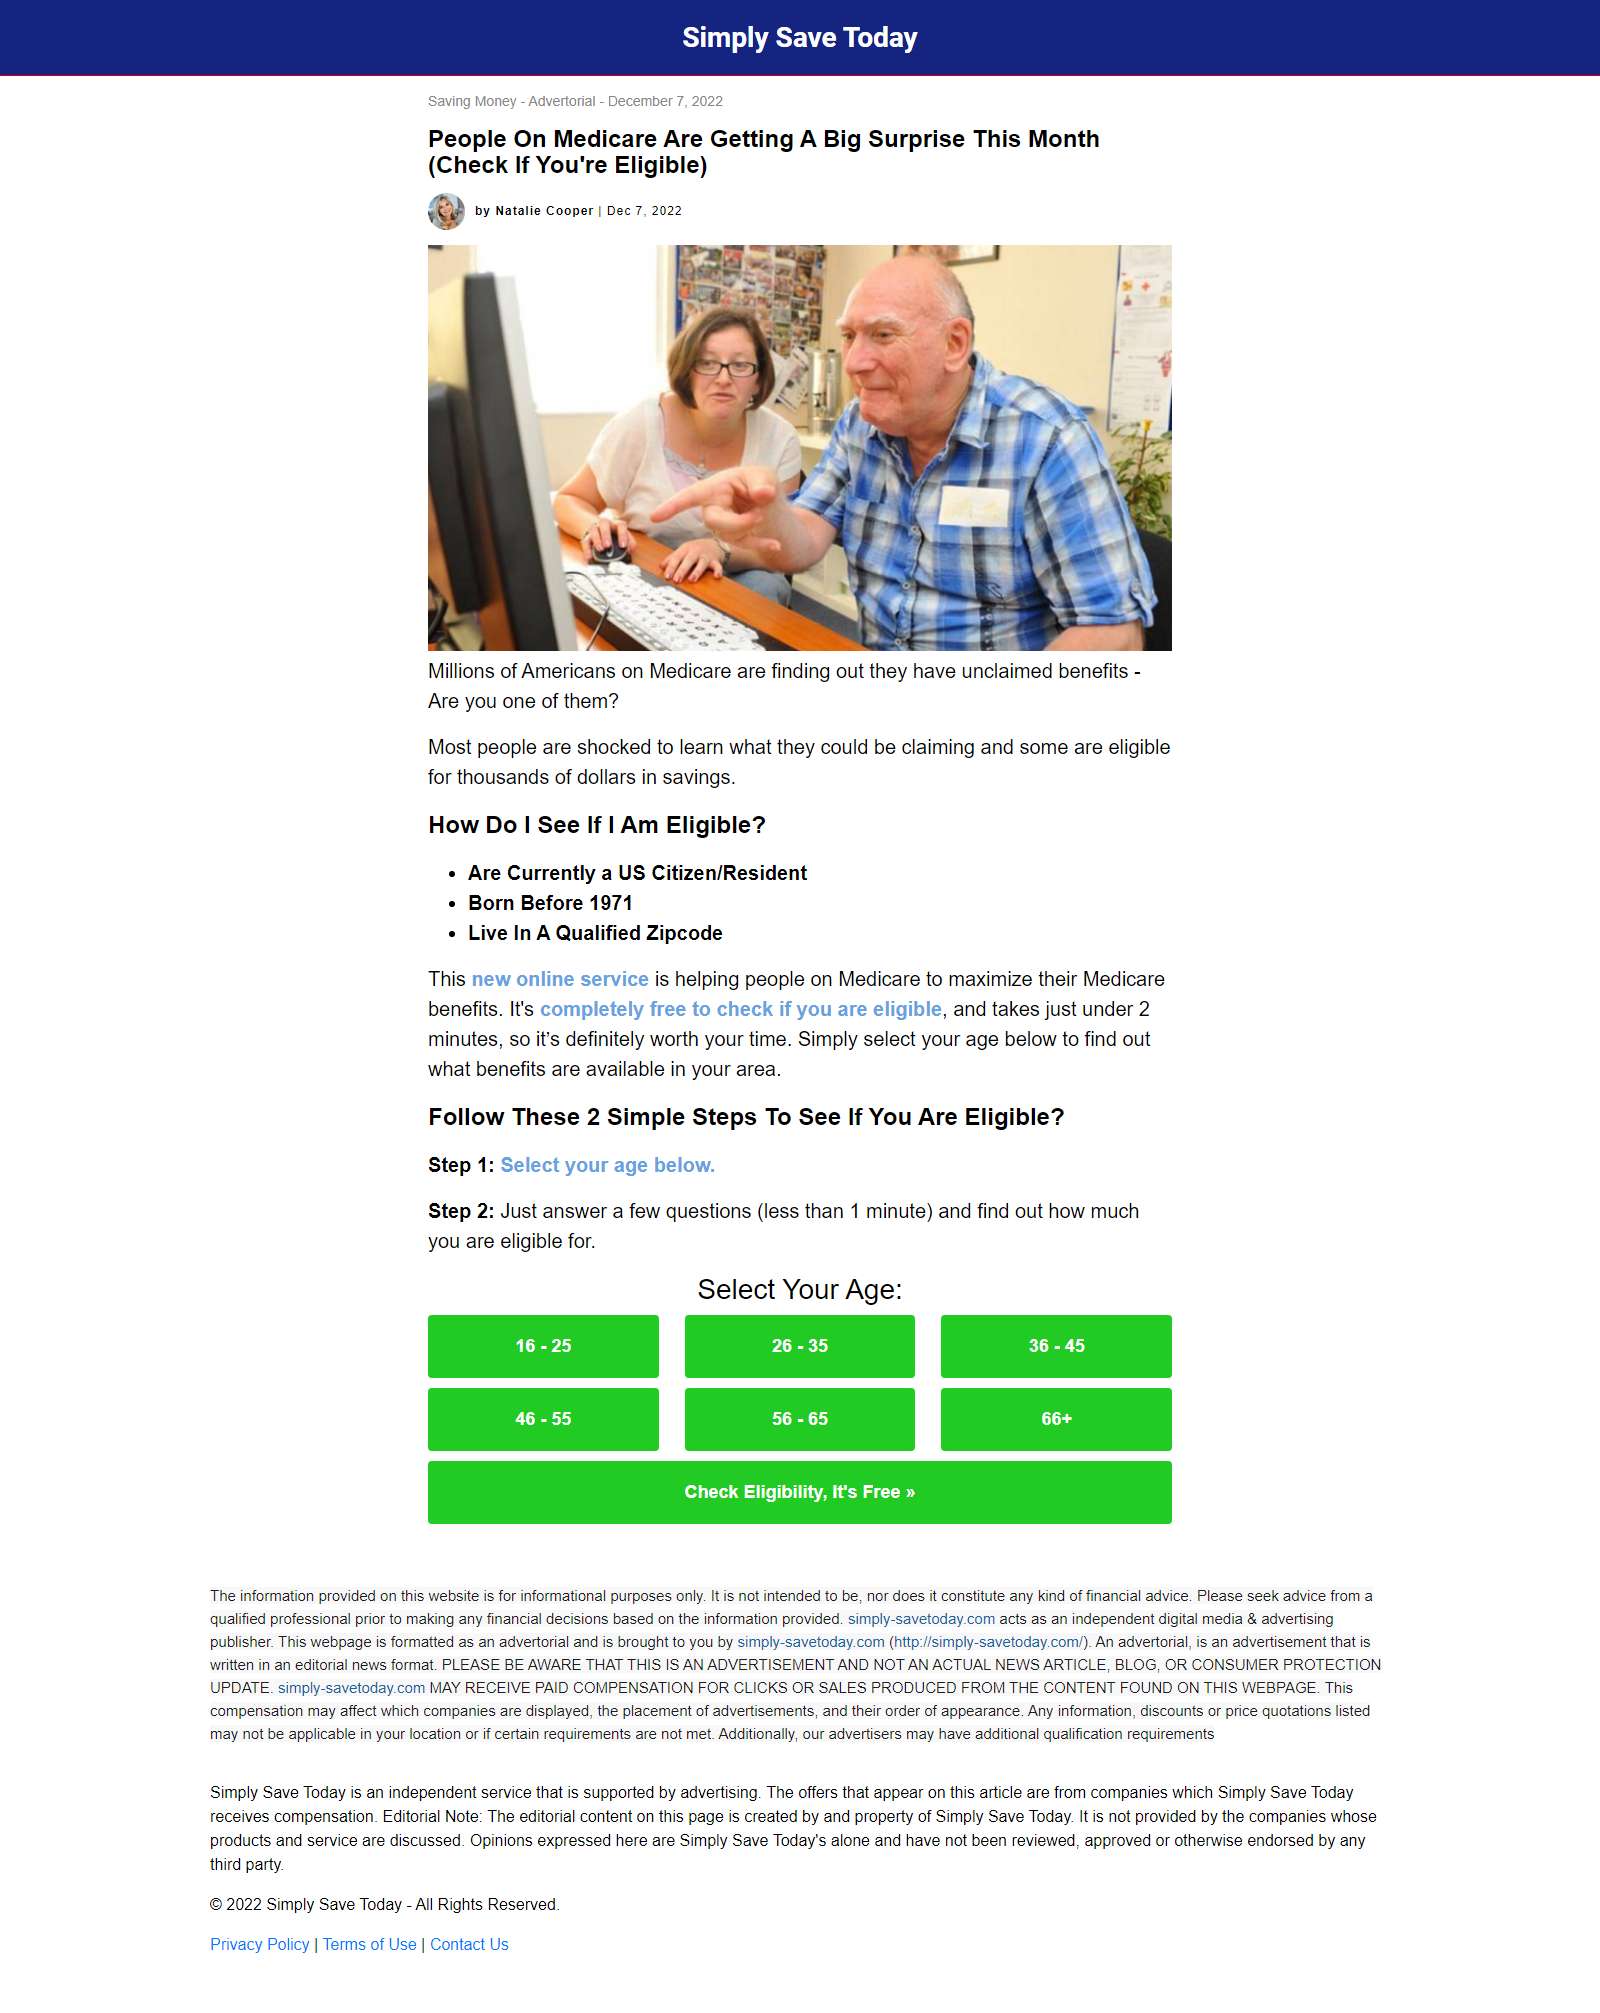 Simply Save Today
Saving Money - Advertorial - December 7, 2022
People On Medicare Are Getting A Big Surprise This Month
(Check If You're Eligible)
by Natalie Cooper | Dec 7, 2022
Millions of Americans on Medicare are finding out they have unclaimed benefits -
Are you one of them?
Most people are shocked to learn what they could be claiming and some are eligible
for thousands of dollars in savings.
How Do I See If I Am Eligible?
• Are Currently a US Citizen/Resident
• Born Before 1971
• Live In A Qualified Zipcode
This new online service is helping people on Medicare to maximize their Medicare
benefits. It's completely free to check if you are eligible, and takes just under 2
minutes, so it’s definitely worth your time. Simply select your age below to find out
what benefits are available in your area.
Follow These 2 Simple Steps To See If You Are Eligible?
Step 1: Select your age below.
Step 2: Just answer a few questions (less than 1 minute) and find out how much
you are eligible for.
Select Your Age:
16 - 25
26 - 35
36 - 45
46 - 55
56 - 65
66+
Check Eligibility, It's Free »
The information provided on this website is for informational purposes only. It is not intended to be, nor does it constitute any kind of financial advice. Please seek advice from a
qualified professional prior to making any financial decisions based on the information provided. simply-savetoday.com acts as an independent digital media & advertising
publisher. This webpage is formatted as an advertorial and is brought to you by simply-savetoday.com (http://simply-savetoday.com/). An advertorial, is an advertisement that is
written in an editorial news format. PLEASE BE AWARE THAT THIS IS AN ADVERTISEMENT AND NOT AN ACTUAL NEWS ARTICLE, BLOG, OR CONSUMER PROTECTION
UPDATE. simply-savetoday.com MAY RECEIVE PAID COMPENSATION FOR CLICKS OR SALES PRODUCED FROM THE CONTENT FOUND ON THIS WEBPAGE. This
compensation may affect which companies are displayed, the placement of advertisements, and their order of appearance. Any information, discounts or price quotations listed
may not be applicable in your location or if certain requirements are not met. Additionally, our advertisers may have additional qualification requirements
Simply Save Today is an independent service that is supported by advertising. The offers that appear on this article are from companies which Simply Save Today
receives compensation. Editorial Note: The editorial content on this page is created by and property of Simply Save Today. It is not provided by the companies whose
products and service are discussed. Opinions expressed here are Simply Save Today's alone and have not been reviewed, approved or otherwise endorsed by any
third party.
© 2022 Simply Save Today - All Rights Reserved.
Privacy Policy | Terms of Use | Contact Us